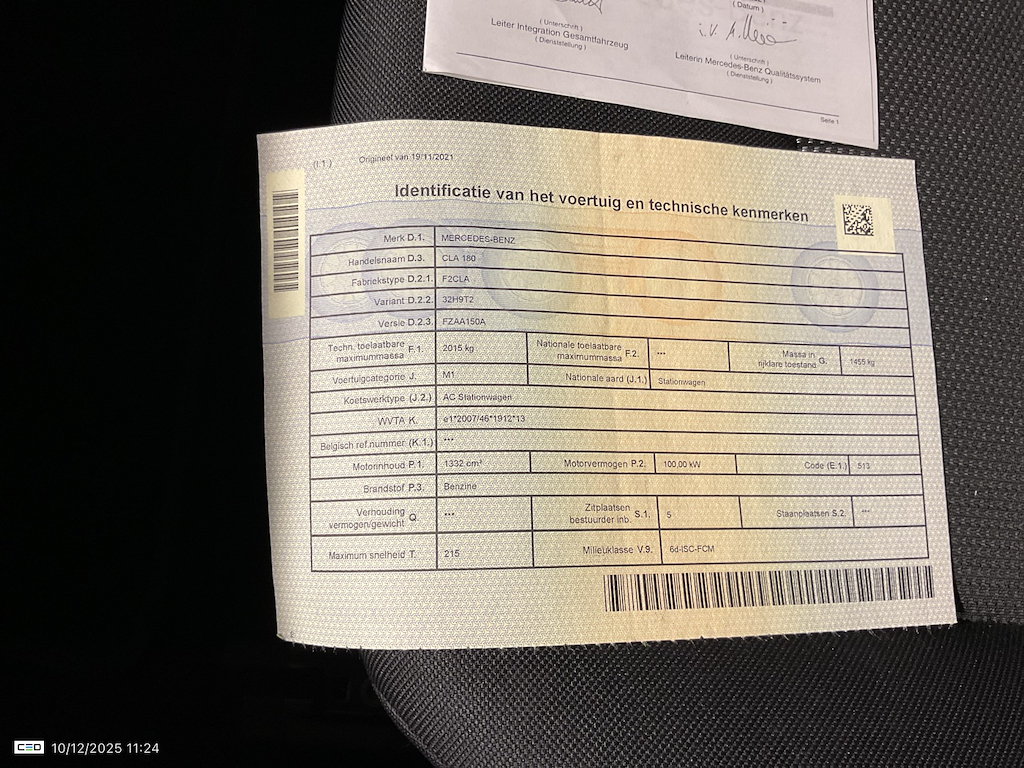 ( Datum )
( Unterschrift )
Leiter Integration Gesamtfahrzeug
( Dienststellung )
( Unterschrift )
Leiterin Mercedes-Benz Qualitätssystem
( Dienststellung )
Seite 1
(I.1.) Origineel van 19/11/2021
Identificatie van het voertuig en technische kenmerken
Merk D.1. MERCEDES-BENZ
Handelsnaam D.3. CLA 180
Fabriekstype D.2.1. F2CLA
Variant D.2.2. 32H9T2
Versie D.2.3. FZAA150A
Techn. toelaatbare maximummassa F.1. 2015 kg Nationale toelaatbare maximummassa F.2. --- Massa in rijklare toestand G. 1455 kg
Voertuigcategorie J. M1 Nationale aard (J.1.) Stationwagen
Koetswerktype (J.2.) AC Stationwagen
WVTA K. e1*2007/46*1912*13
Belgisch ref.nummer (K.1.) ---
Motorinhoud P.1. 1332 cm³ Motorvermogen P.2. 100,00 kW Code (E.1.) 513
Brandstof P.3. Benzine
Verhouding vermogen/gewicht Q. --- Zitplaatsen bestuurder inb. S.1. 5 Staanplaatsen S.2. ---
Maximum snelheid T. 215 Milieuklasse V.9. 6d-ISC-FCM
CEO 10/12/2025 11:24